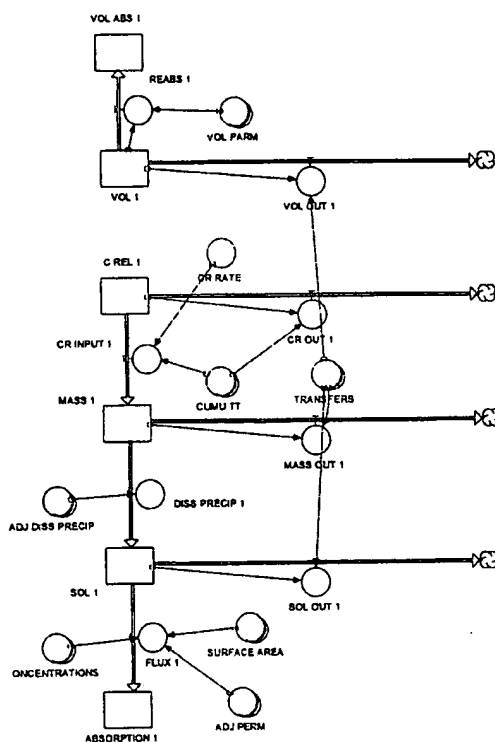 VOL ABS 1
REABS 1
VOL PARM
VOL 1
VOL OUT 1
C REL 1
CR RATE
CR INPUT 1
CR OUT 1
MASS 1
CUMU TT
TRANSFERS
MASS OUT 1
ADJ DISS PRECIP
DISS PRECIP 1
SOL 1
SOL OUT 1
ONCENTRATIONS
FLUX 1
SURFACE AREA
ADJ PERM
ABSORPTION 1